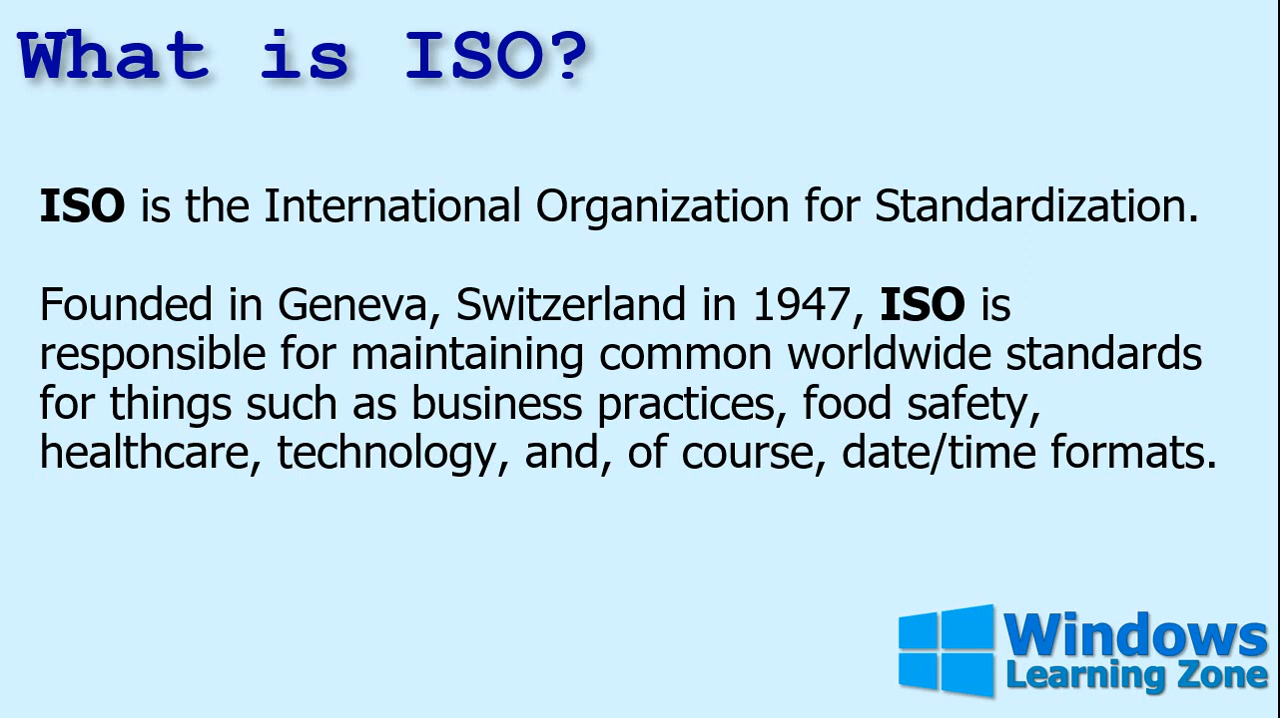 What is ISO?
ISO is the International Organization for Standardization.
Founded in Geneva, Switzerland in 1947, ISO is
responsible for maintaining common worldwide standards
for things such as business practices, food safety,
healthcare, technology, and, of course, date/time formats.
Windows
Learning Zone